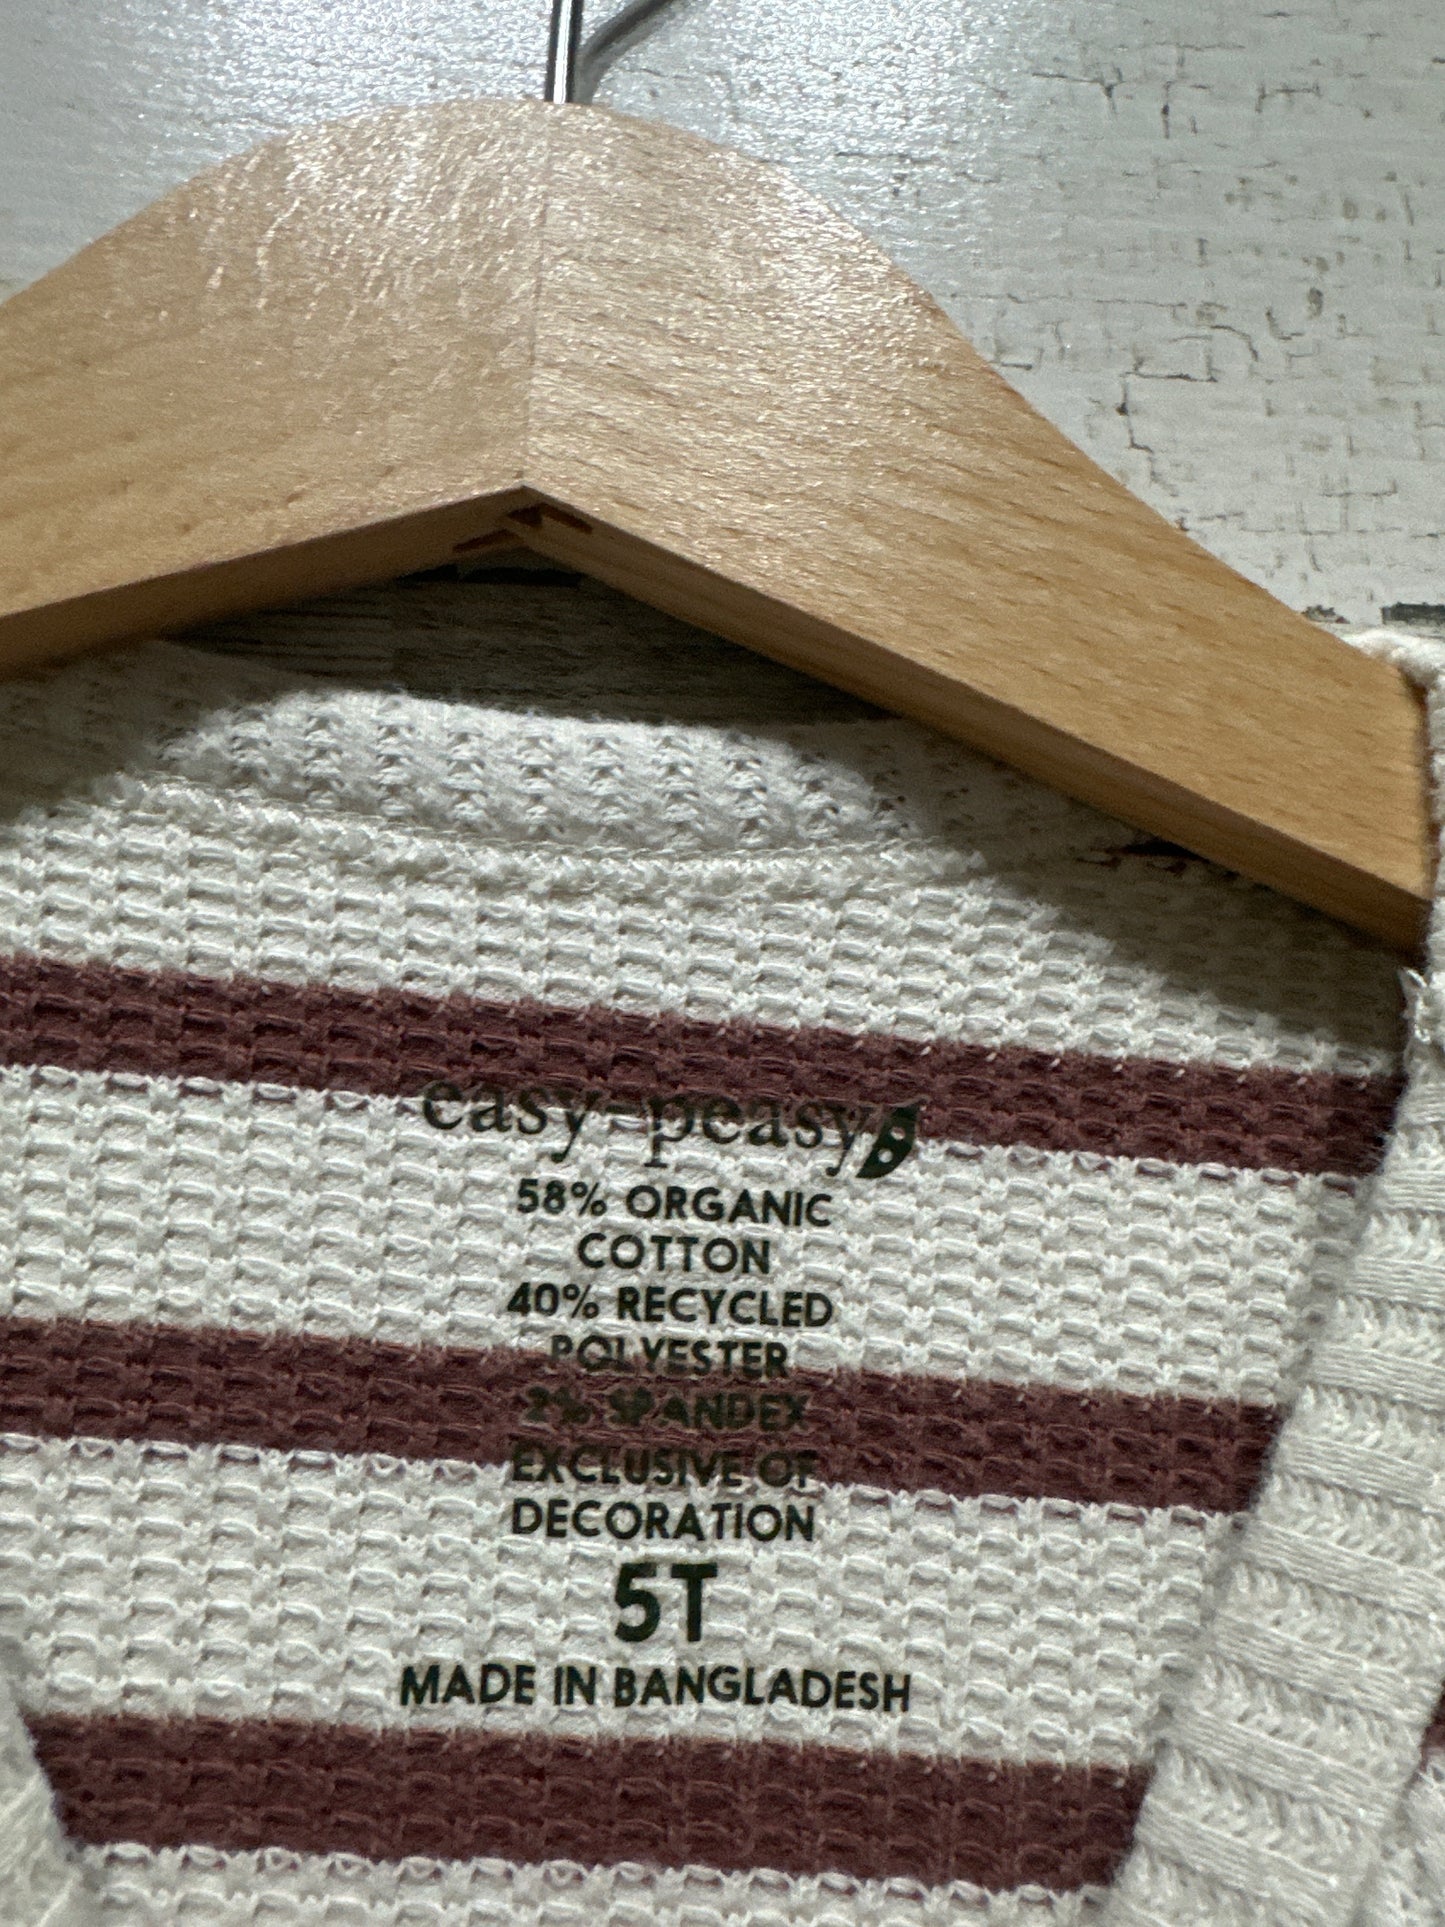 easy-peasy
58% ORGANIC
COTTON
40% RECYCLED
POLYESTER
2% SPANDEX
EXCLUSIVE OF
DECORATION
5T
MADE IN BANGLADESH